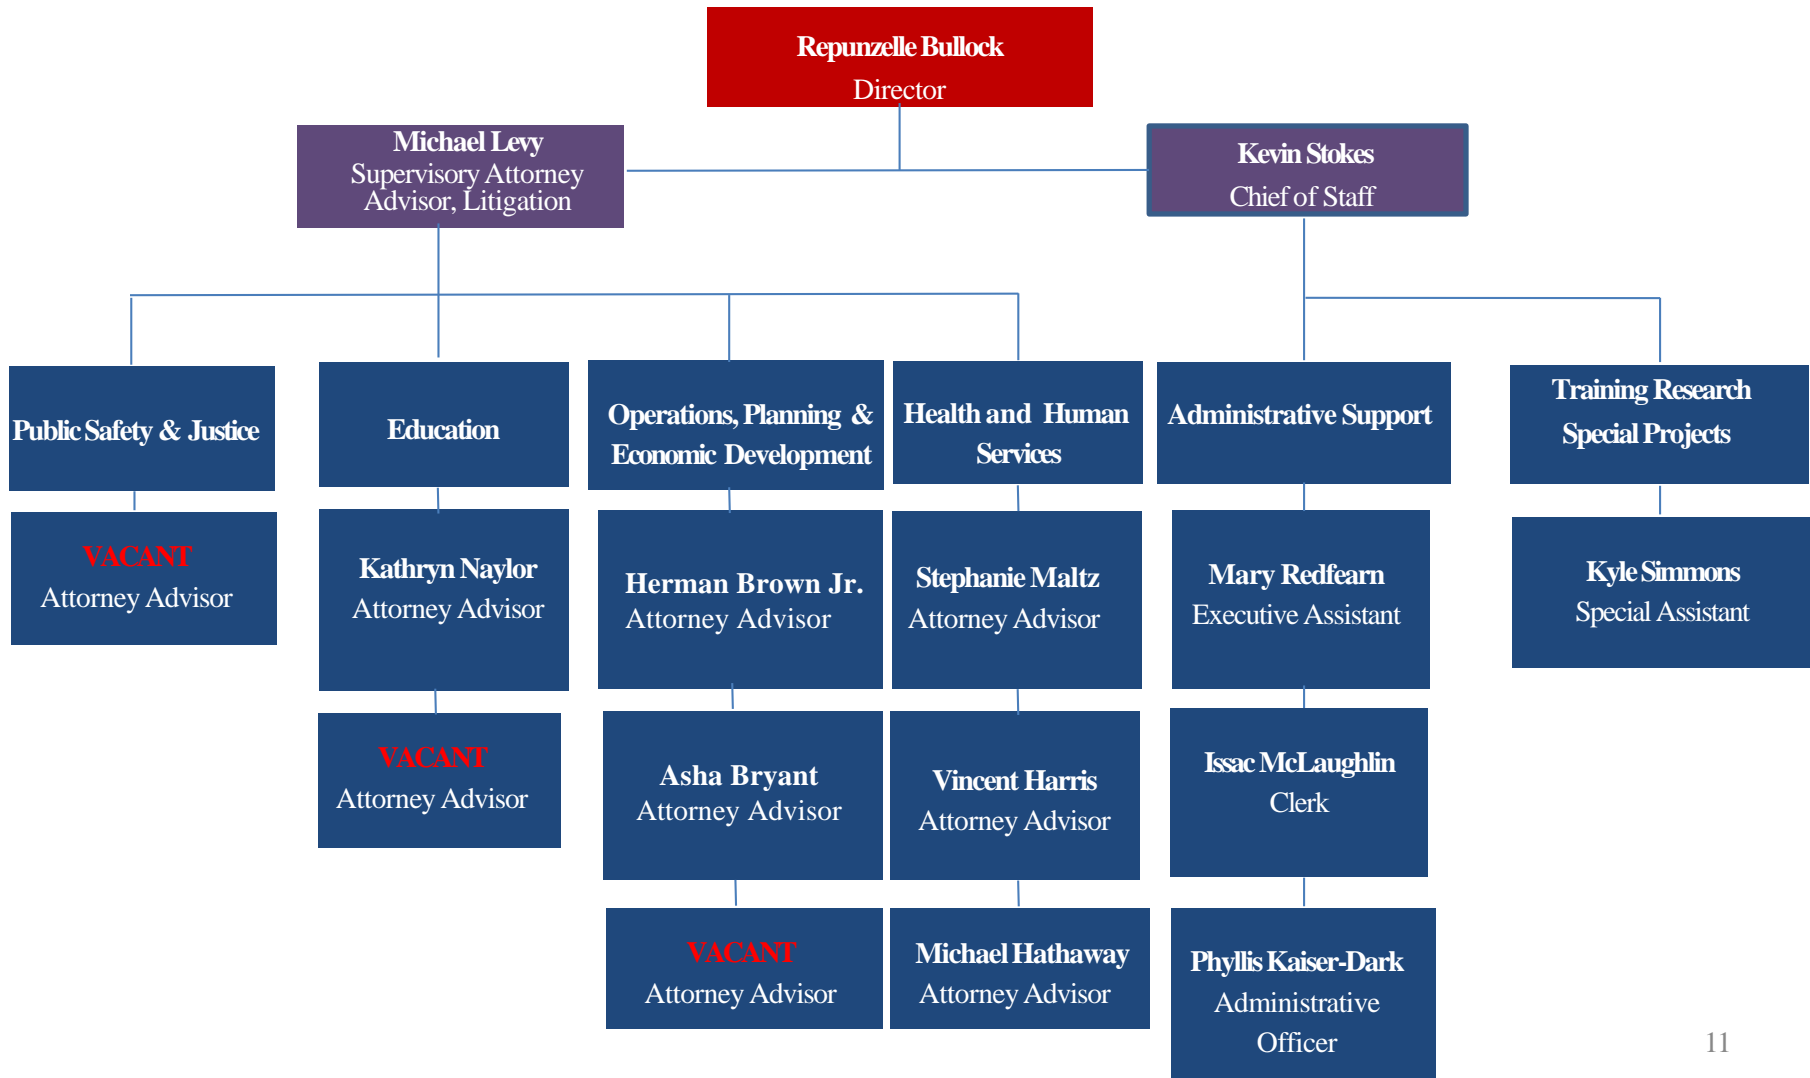 Repunzelle Bullock
Director
Michael Levy
Supervisory Attorney
Advisor, Litigation
Kevin Stokes
Chief of Staff
Public Safety & Justice
Education
Operations, Planning &
Economic Development
Health and Human
Services
Administrative Support
Training Research
Special Projects
VACANT
Attorney Advisor
Kathryn Naylor
Attorney Advisor
Herman Brown Jr.
Attorney Advisor
Stephanie Maltz
Attorney Advisor
Mary Redfearn
Executive Assistant
Kyle Simmons
Special Assistant
VACANT
Attorney Advisor
Asha Bryant
Attorney Advisor
Vincent Harris
Attorney Advisor
Issac McLaughlin
Clerk
VACANT
Attorney Advisor
Michael Hathaway
Attorney Advisor
Phyllis Kaiser-Dark
Administrative
Officer
11